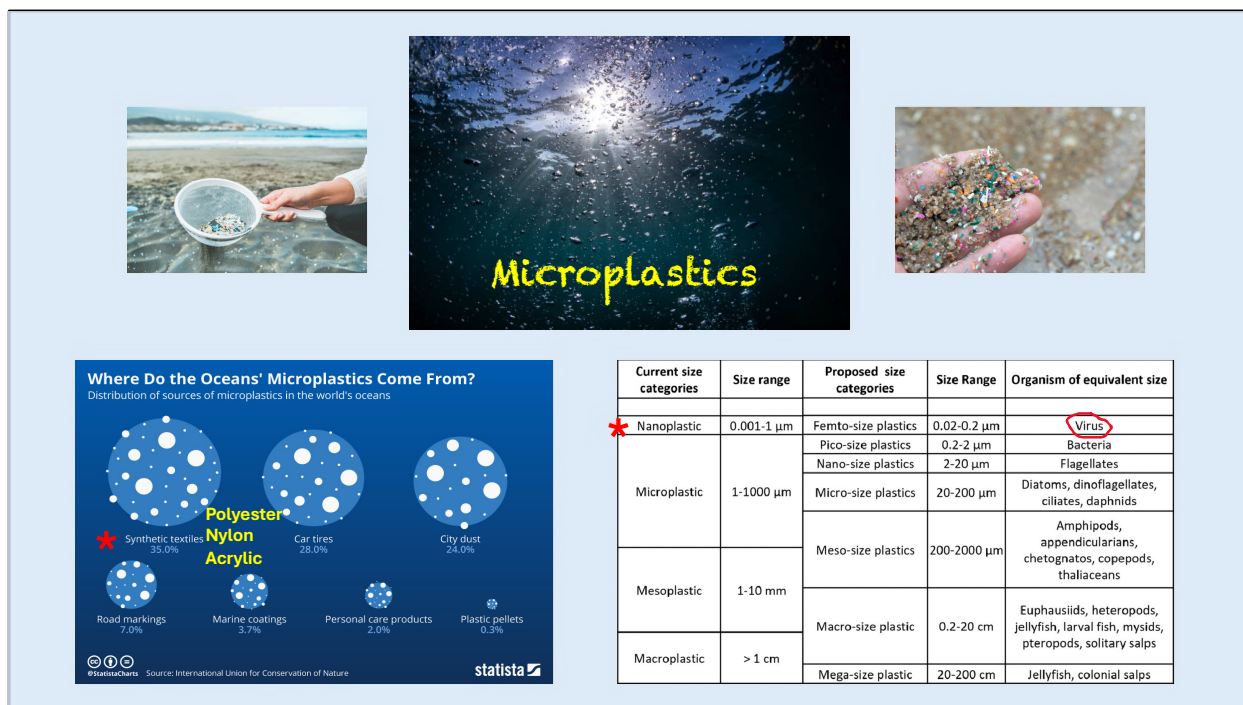 Microplastics
Where Do the Oceans' Microplastics Come From?
Distribution of sources of microplastics in the world's oceans
* Synthetic textiles
35.0%
Polyester
Nylon
Acrylic
Car tires
28.0%
City dust
24.0%
Road markings
7.0%
Marine coatings
3.7%
Personal care products
2.0%
Plastic pellets
0.3%
cc
@StatistaCharts Source: International Union for Conservation of Nature
statista
Current size
categories
Size range
Proposed size
categories
Size Range
Organism of equivalent size
* Nanoplastic
0.001-1 µm
Femto-size plastics
0.02-0.2 µm
Virus
Pico-size plastics
0.2-2 µm
Bacteria
Nano-size plastics
2-20 µm
Flagellates
Microplastic
1-1000 µm
Micro-size plastics
20-200 µm
Diatoms, dinoflagellates,
ciliates, daphnids
Meso-size plastics
200-2000 µm
Amphipods,
appendicularians,
chetognatos, copepods,
thaliaceans
Mesoplastic
1-10 mm
Macro-size plastic
0.2-20 cm
Euphausiids, heteropods,
jellyfish, larval fish, mysids,
pteropods, solitary salps
Macroplastic
> 1 cm
Mega-size plastic
20-200 cm
Jellyfish, colonial salps